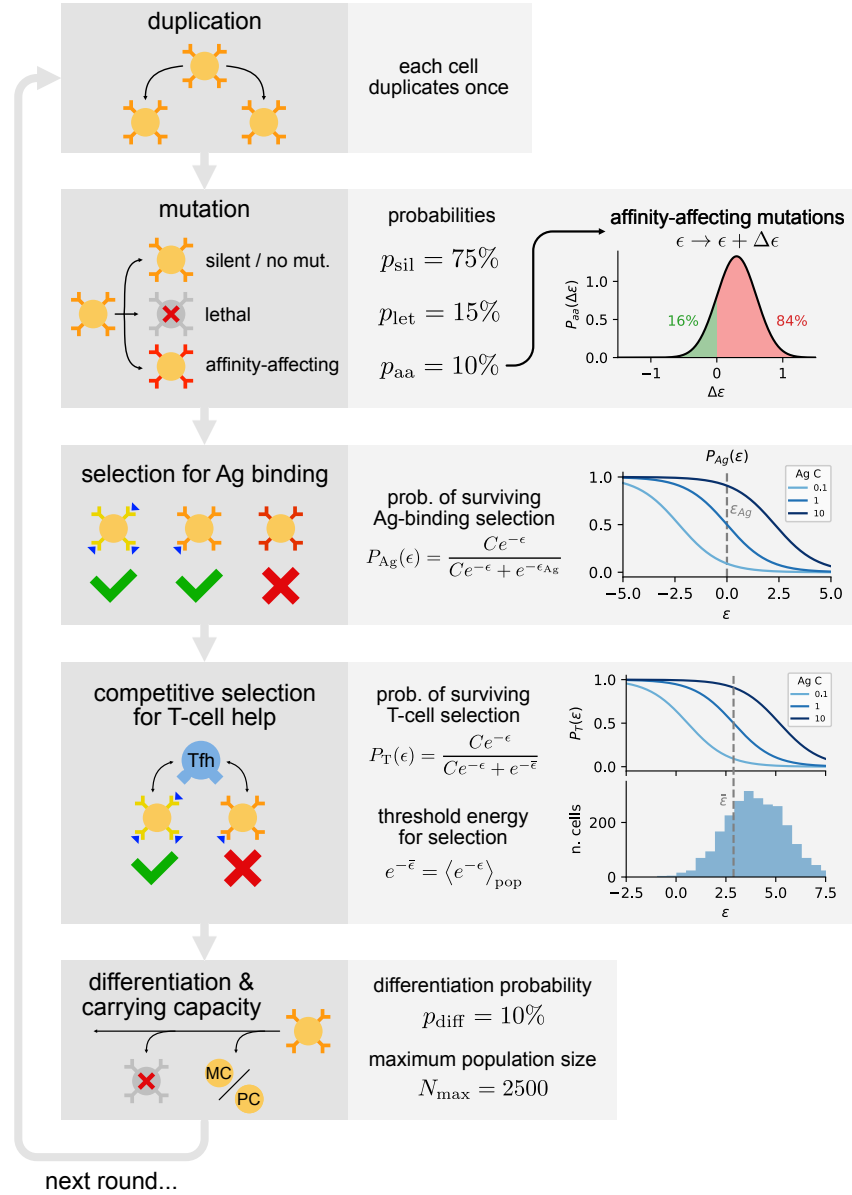 duplication
each cell
duplicates once
mutation
silent / no mut.
lethal
affinity-affecting
probabilities
p_sil = 75%
p_let = 15%
p_aa = 10%
affinity-affecting mutations
ϵ → ϵ + Δϵ
P_aa(Δε)
1.0
0.5
0.0
16%
84%
−1 0 1
Δε
selection for Ag binding
prob. of surviving
Ag-binding selection
P_Ag(ϵ) = Ce^{−ϵ} / (Ce^{−ϵ} + e^{−ϵ_Ag})
P_Ag(ε)
1.0
0.5
0.0
ε_Ag
Ag C
0.1
1
10
−5.0 −2.5 0.0 2.5 5.0
ε
competitive selection
for T-cell help
Tfh
prob. of surviving
T-cell selection
P_T(ϵ) = Ce^{−ϵ} / (Ce^{−ϵ} + e^{−ϵ̄})
threshold energy
for selection
e^{−ϵ̄} = ⟨e^{−ϵ}⟩_pop
P_T(ε)
1.0
0.5
0.0
Ag C
0.1
1
10
n. cells
200
0
ε̄
−2.5 0.0 2.5 5.0 7.5
ε
differentiation &
carrying capacity
MC
PC
differentiation probability
p_diff = 10%
maximum population size
N_max = 2500
next round...